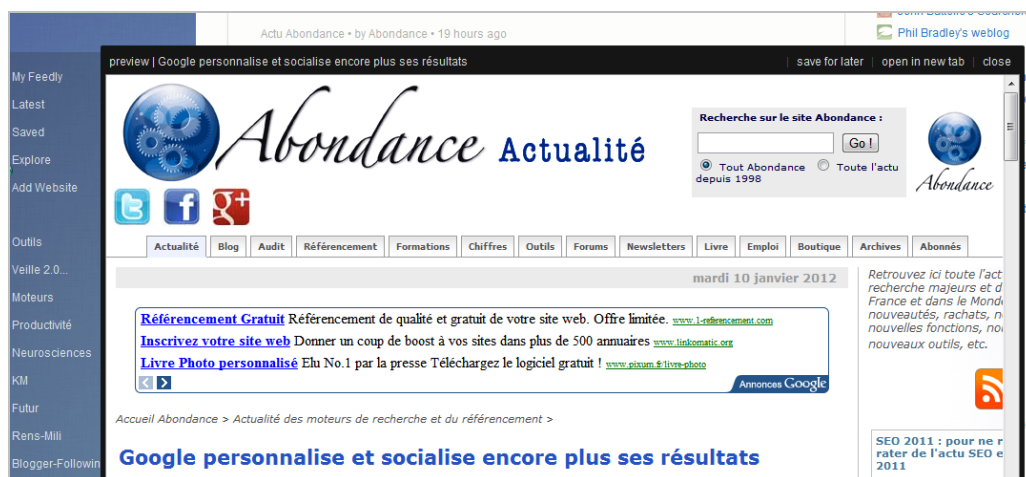 Actu Abondance • by Abondance • 19 hours ago
Phil Bradley's weblog
preview | Google personnalise et socialise encore plus ses résultats
save for later | open in new tab | close
My Feedly
Latest
Saved
Explore
Add Website
Outils
Veille 2.0...
Moteurs
Productivité
Neurosciences
KM
Futur
Rens-Mili
Blogger-Followin
Abondance Actualité
Recherche sur le site Abondance :
Go !
Tout Abondance Toute l'actu
depuis 1998
Abondance
Actualité Blog Audit Référencement Formations Chiffres Outils Forums Newsletters Livre Emploi Boutique Archives Abonnés
mardi 10 janvier 2012
Référencement Gratuit Référencement de qualité et gratuit de votre site web. Offre limitée. www.1-referencement.com
Inscrivez votre site web Donner un coup de boost à vos sites dans plus de 500 annuaires www.linkomatic.org
Livre Photo personnalisé Elu No.1 par la presse Téléchargez le logiciel gratuit ! www.pixum.fr/livre-photo
Annonces Google
Accueil Abondance > Actualité des moteurs de recherche et du référencement >
Google personnalise et socialise encore plus ses résultats
Retrouvez ici toute l'act
recherche majeurs et d
France et dans le Mond
nouveautés, rachats, n
nouvelles fonctions, no
nouveaux outils, etc.
SEO 2011 : pour ne r
rater de l'actu SEO e
2011